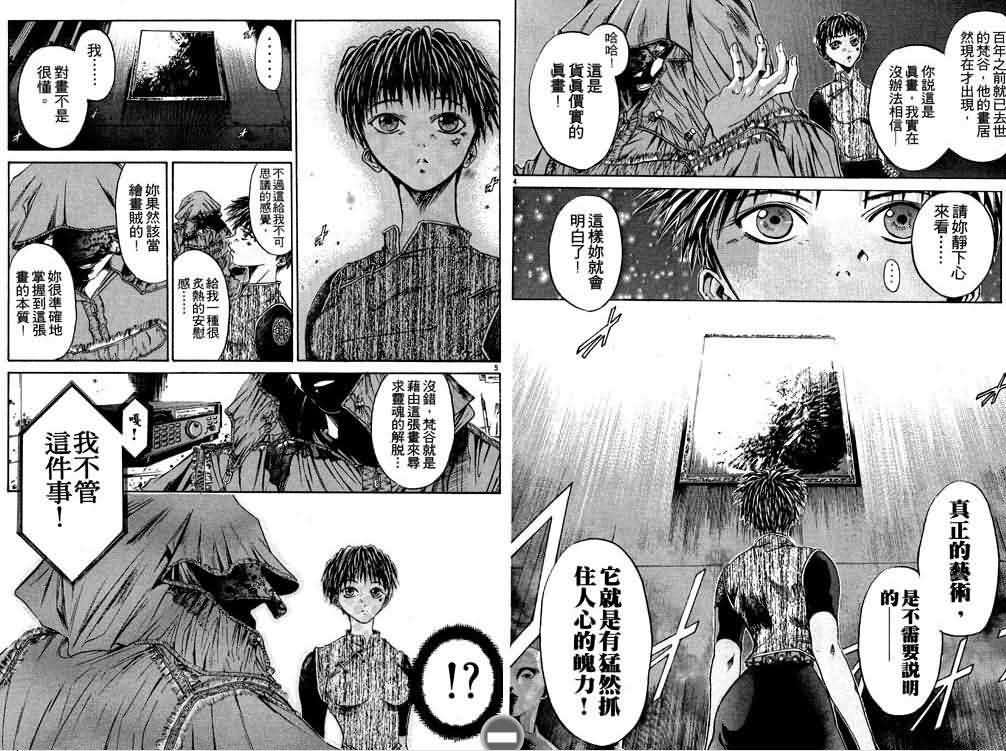 百年之前就已去世
的梵谷，他的畫居
然現在才出現，
你說這是
眞畫，我實在
沒辦法相信——
哈哈！
這是
貨眞價實的
眞畫！
4
請妳靜下心
來看……
……
這樣妳就會
明白了！
真正的藝術，
是不需要說明
的——
它就是有猛然抓
住人心的魄力！
……
我……
對畫不是
很懂。
不過這給我不可
思議的感覺。
給我一種很
炙熱的安慰
感……
妳果然該當
繪畫賊的！
妳很準確地
掌握到這張
畫的本質！
5
沒錯，梵谷就是
藉由這張畫來尋
求靈魂的解脫…
嘎！
我不管
這件事！
!?